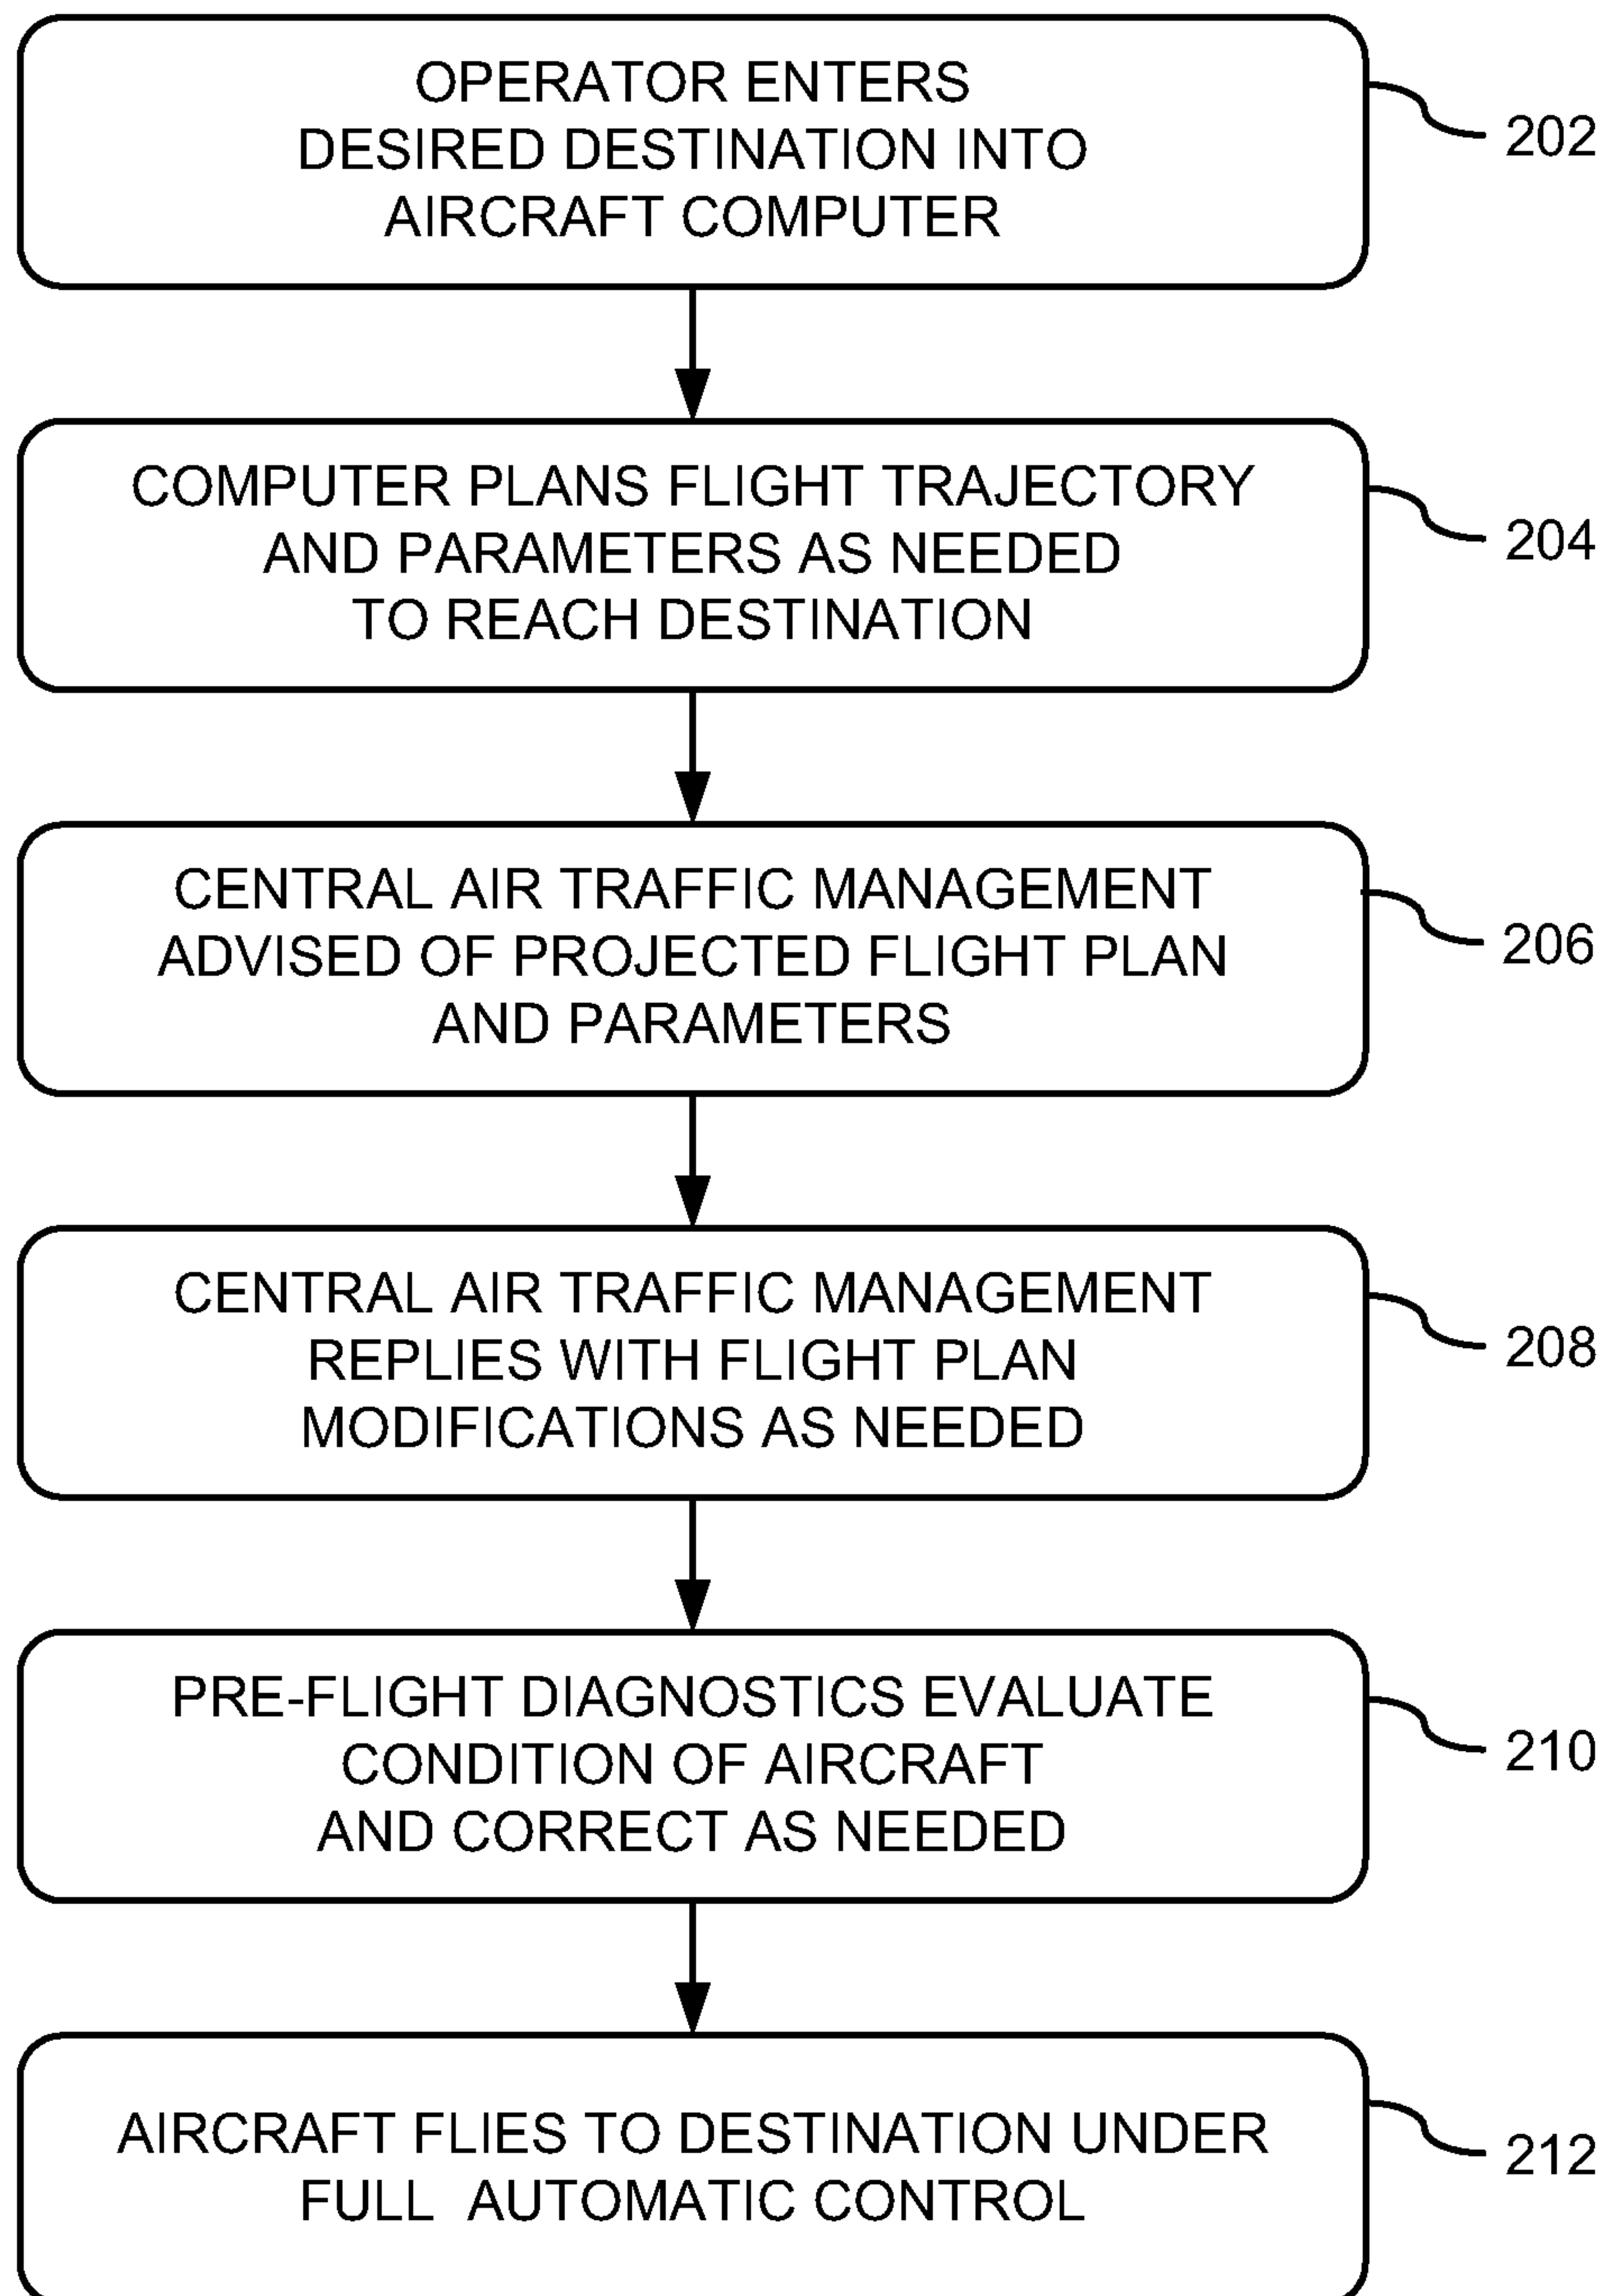 OPERATOR ENTERS
DESIRED DESTINATION INTO
AIRCRAFT COMPUTER
202
COMPUTER PLANS FLIGHT TRAJECTORY
AND PARAMETERS AS NEEDED
TO REACH DESTINATION
204
CENTRAL AIR TRAFFIC MANAGEMENT
ADVISED OF PROJECTED FLIGHT PLAN
AND PARAMETERS
206
CENTRAL AIR TRAFFIC MANAGEMENT
REPLIES WITH FLIGHT PLAN
MODIFICATIONS AS NEEDED
208
PRE-FLIGHT DIAGNOSTICS EVALUATE
CONDITION OF AIRCRAFT
AND CORRECT AS NEEDED
210
AIRCRAFT FLIES TO DESTINATION UNDER
FULL AUTOMATIC CONTROL
212